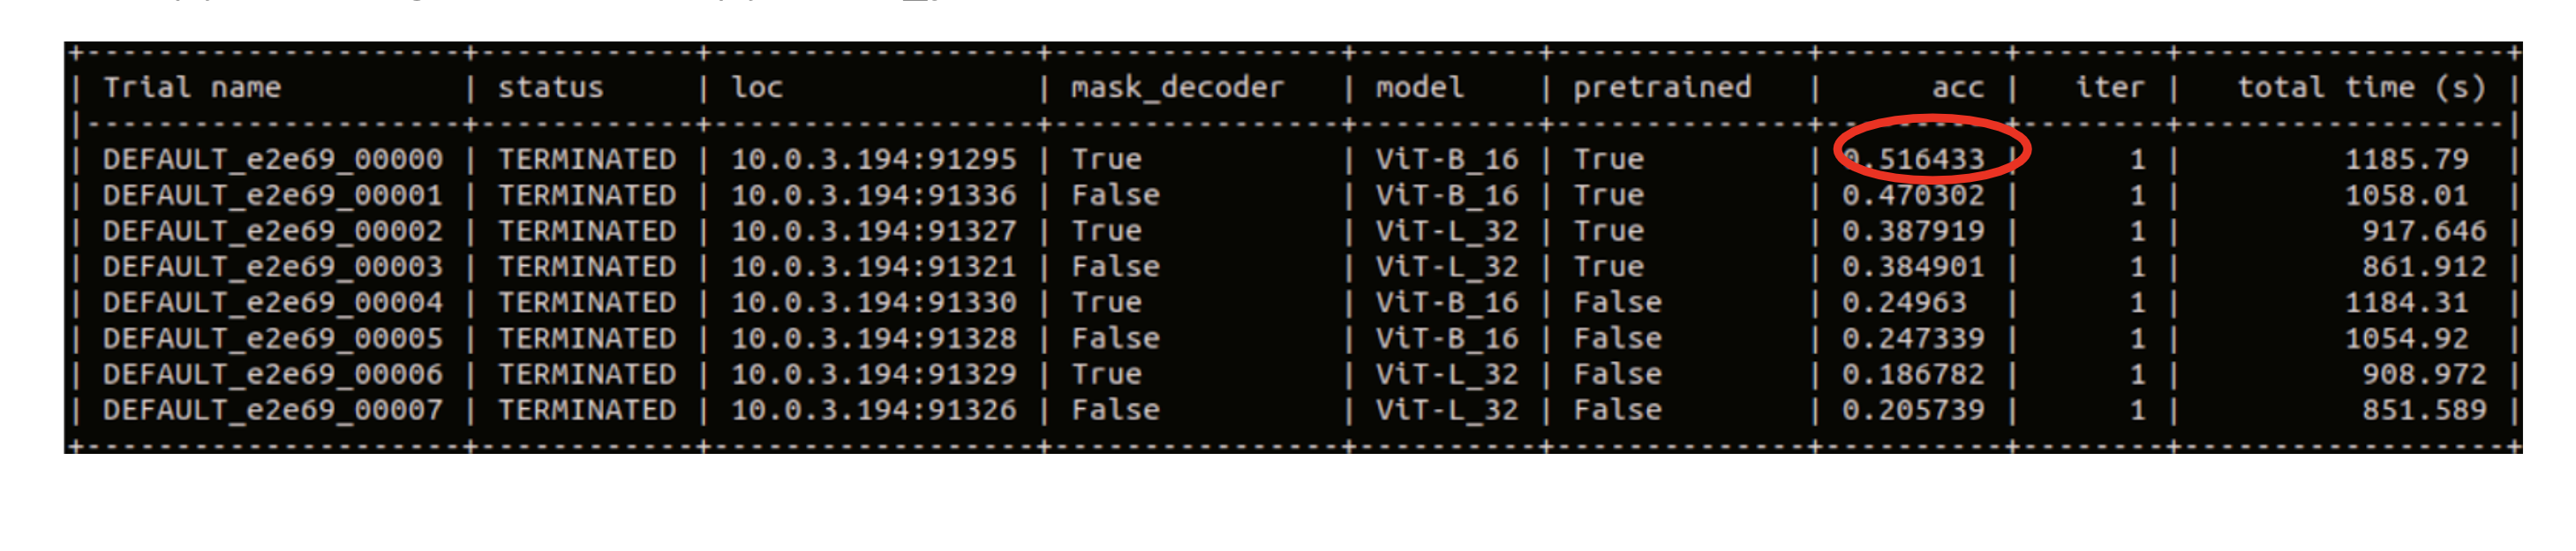 | Trial name | status | loc | mask_decoder | model | pretrained | acc | iter | total time (s) |
| DEFAULT_e2e69_00000 | TERMINATED | 10.0.3.194:91295 | True | ViT-B_16 | True | 0.516433 | 1 | 1185.79 |
| DEFAULT_e2e69_00001 | TERMINATED | 10.0.3.194:91336 | False | ViT-B_16 | True | 0.470302 | 1 | 1058.01 |
| DEFAULT_e2e69_00002 | TERMINATED | 10.0.3.194:91327 | True | ViT-L_32 | True | 0.387919 | 1 | 917.646 |
| DEFAULT_e2e69_00003 | TERMINATED | 10.0.3.194:91321 | False | ViT-L_32 | True | 0.384901 | 1 | 861.912 |
| DEFAULT_e2e69_00004 | TERMINATED | 10.0.3.194:91330 | True | ViT-B_16 | False | 0.24963 | 1 | 1184.31 |
| DEFAULT_e2e69_00005 | TERMINATED | 10.0.3.194:91328 | False | ViT-B_16 | False | 0.247339 | 1 | 1054.92 |
| DEFAULT_e2e69_00006 | TERMINATED | 10.0.3.194:91329 | True | ViT-L_32 | False | 0.186782 | 1 | 908.972 |
| DEFAULT_e2e69_00007 | TERMINATED | 10.0.3.194:91326 | False | ViT-L_32 | False | 0.205739 | 1 | 851.589 |